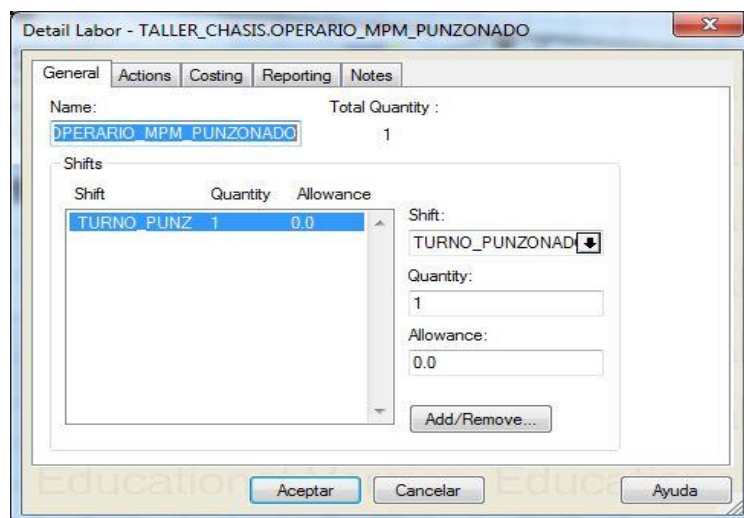 Detail Labor - TALLER_CHASIS.OPERARIO_MPM_PUNZONADO
General Actions Costing Reporting Notes
Name: Total Quantity :
OPERARIO_MPM_PUNZONADO 1
Shifts
Shift Quantity Allowance
TURNO_PUNZ 1 0.0
Shift:
TURNO_PUNZONAD
Quantity:
1
Allowance:
0.0
Add/Remove...
Aceptar Cancelar Ayuda